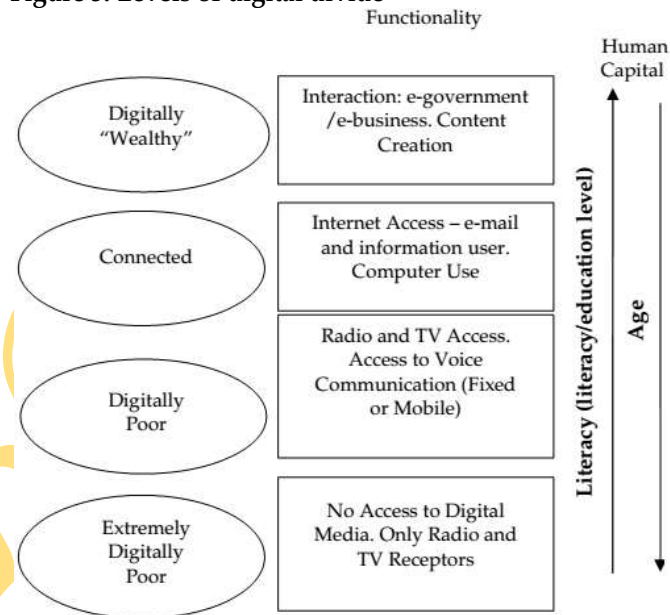 Functionality
Human
Capital
Digitally
“Wealthy”
Interaction: e-government
/e-business. Content
Creation
Connected
Internet Access – e-mail
and information user.
Computer Use
Digitally
Poor
Radio and TV Access.
Access to Voice
Communication (Fixed
or Mobile)
Extremely
Digitally
Poor
No Access to Digital
Media. Only Radio and
TV Receptors
Literacy (literacy/education level)
Age